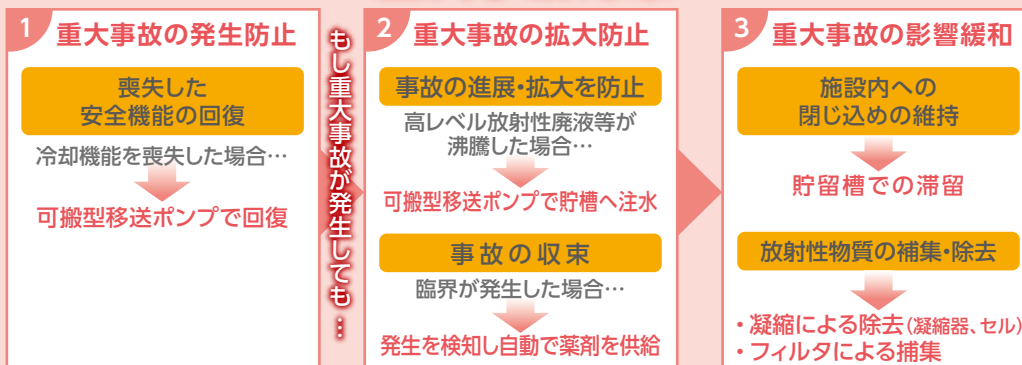 1 重大事故の発生防止
喪失した
安全機能の回復
冷却機能を喪失した場合…
可搬型移送ポンプで回復
もし重大事故が発生しても…
2 重大事故の拡大防止
事故の進展・拡大を防止
高レベル放射性廃液等が
沸騰した場合…
可搬型移送ポンプで貯槽へ注水
事故の収束
臨界が発生した場合…
発生を検知し自動で薬剤を供給
3 重大事故の影響緩和
施設内への
閉じ込めの維持
貯留槽での滞留
放射性物質の補集・除去
・凝縮による除去(凝縮器、セル)
・フィルタによる捕集